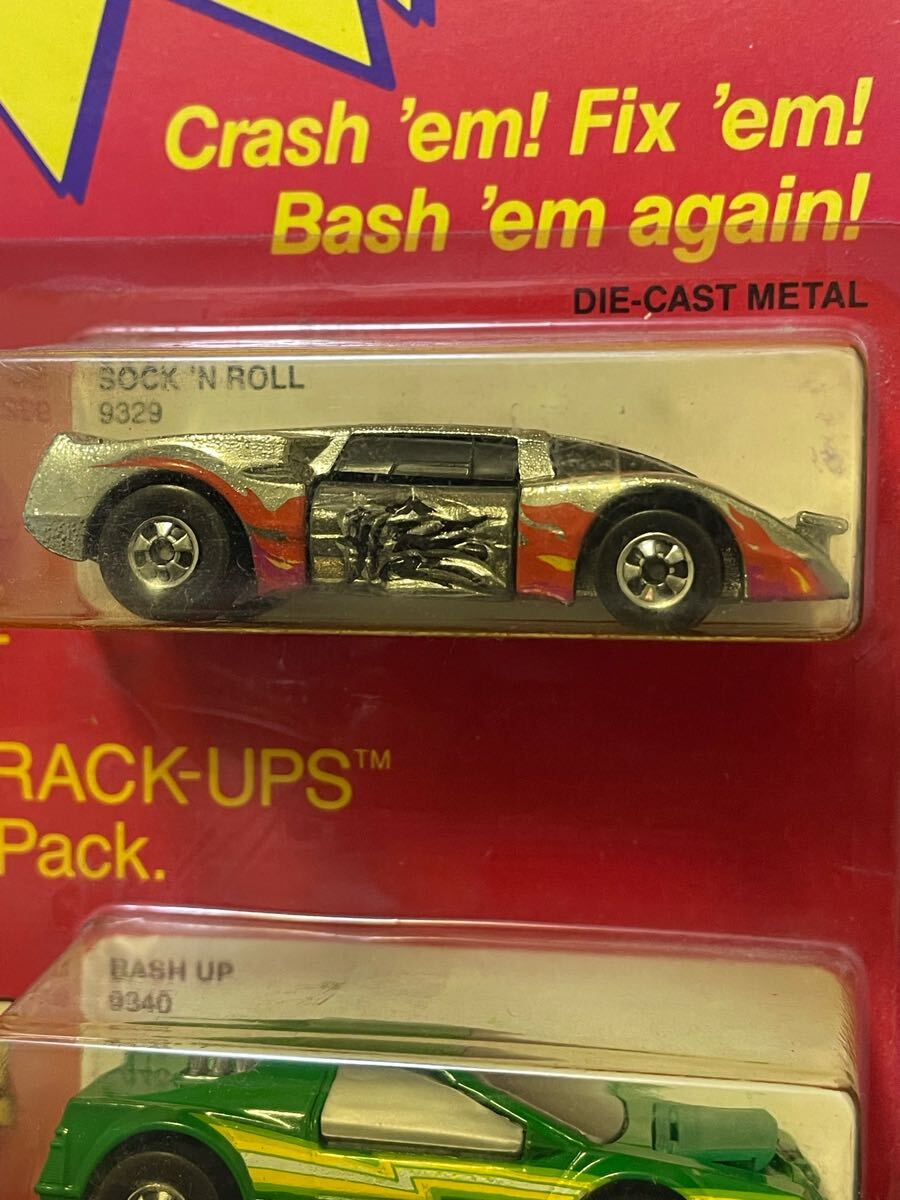 Crash 'em! Fix 'em!
Bash 'em again!
DIE-CAST METAL
SOCK 'N ROLL
9329
RACK-UPS™
Pack.
BASH UP
9340